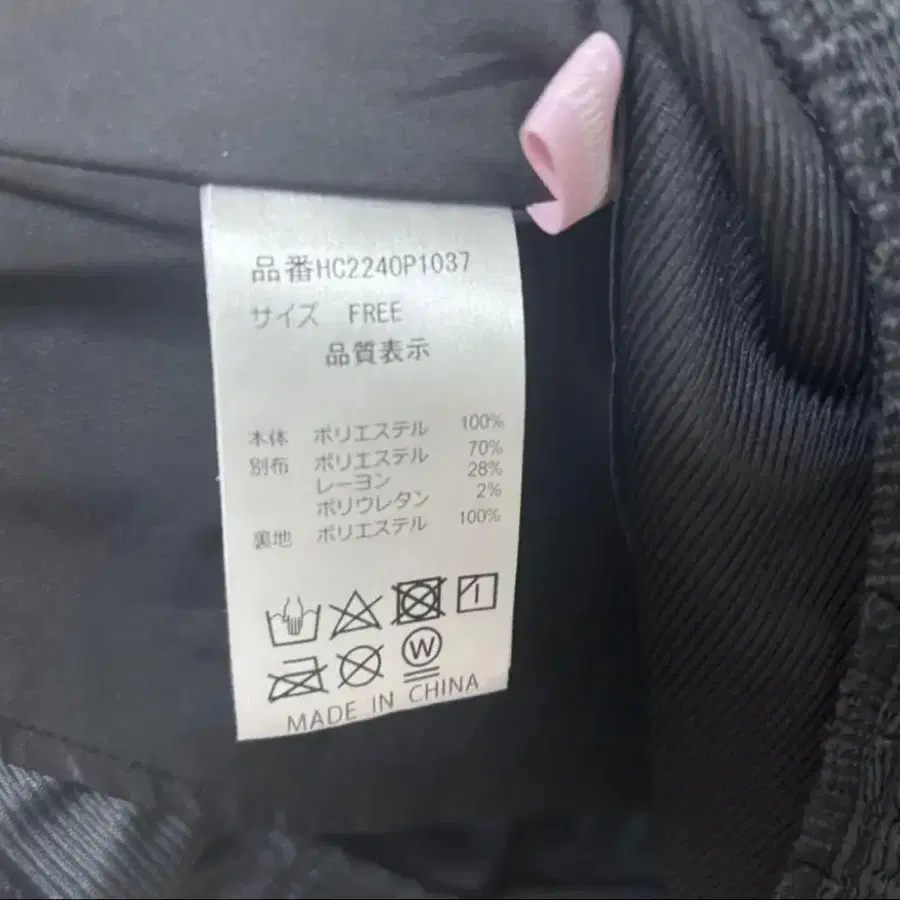 品番HC2240P1037
サイズ FREE
品質表示
本体 ポリエステル 100%
別布 ポリエステル 70%
レーヨン 28%
ポリウレタン 2%
裏地 ポリエステル 100%
W
MADE IN CHINA